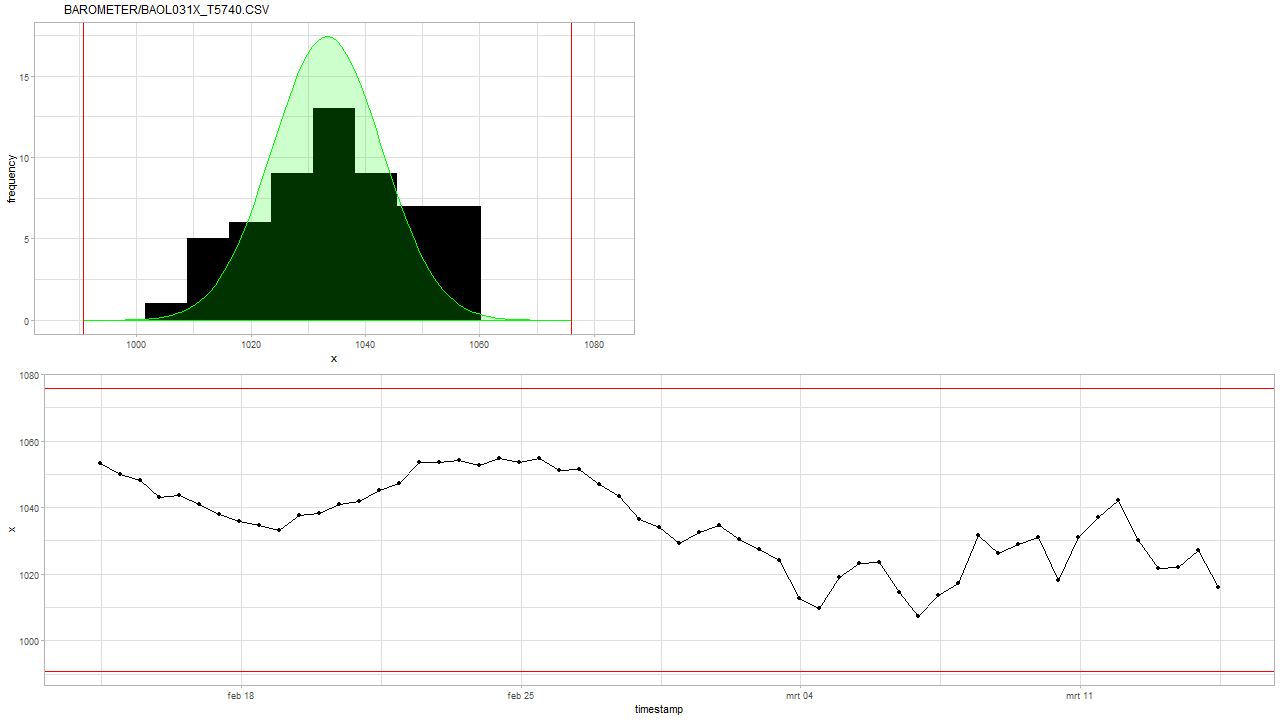 BAROMETER/BAOL031X_T5740.CSV
frequency
15
10
5
0
1000 1020 1040 1060 1080
x
x
1080
1060
1040
1020
1000
feb 18 feb 25 mrt 04 mrt 11
timestamp